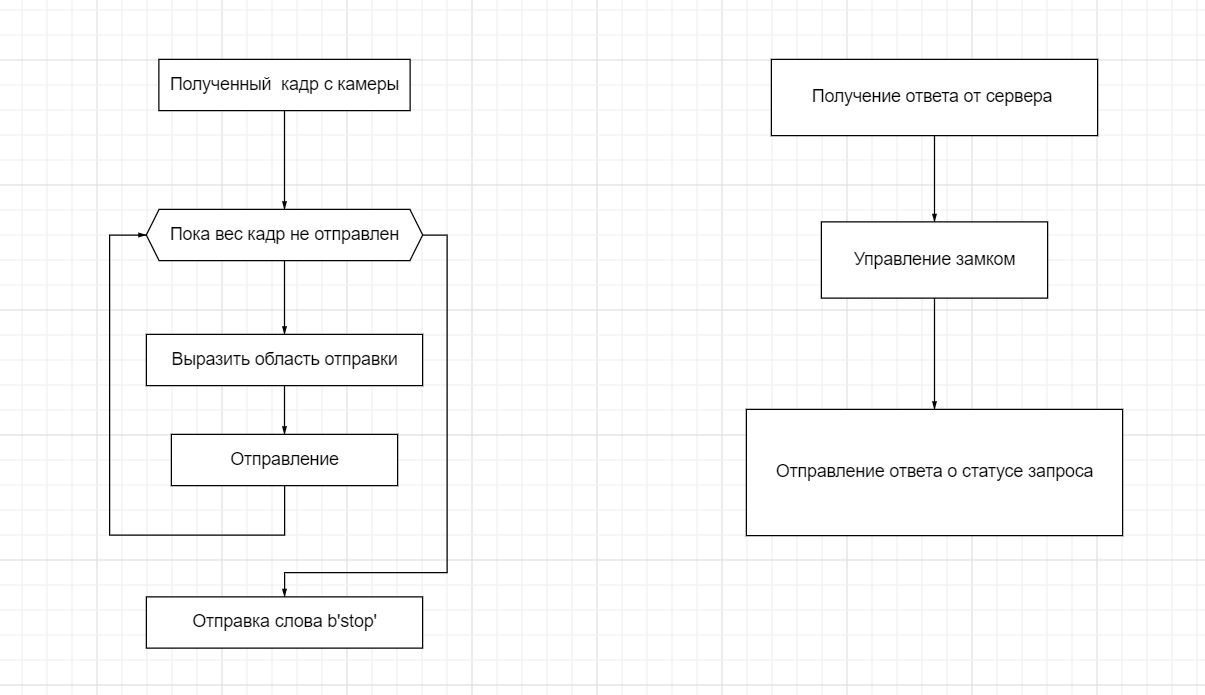 Полученный кадр с камеры
Пока вес кадр не отправлен
Выразить область отправки
Отправление
Отправка слова b'stop'
Получение ответа от сервера
Управление замком
Отправление ответа о статусе запроса